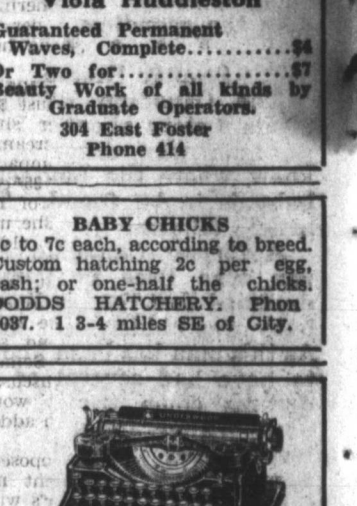 Viola Huddleston
Guaranteed Permanent
Waves, Complete..........$4
Or Two for..................$7
Beauty Work of all kinds by
Graduate Operators.
304 East Foster
Phone 414
BABY CHICKS
c to 7c each, according to breed.
Custom hatching 2c per egg,
cash; or one-half the chicks.
DODDS HATCHERY. Phon
037. 1 3-4 miles SE of City.